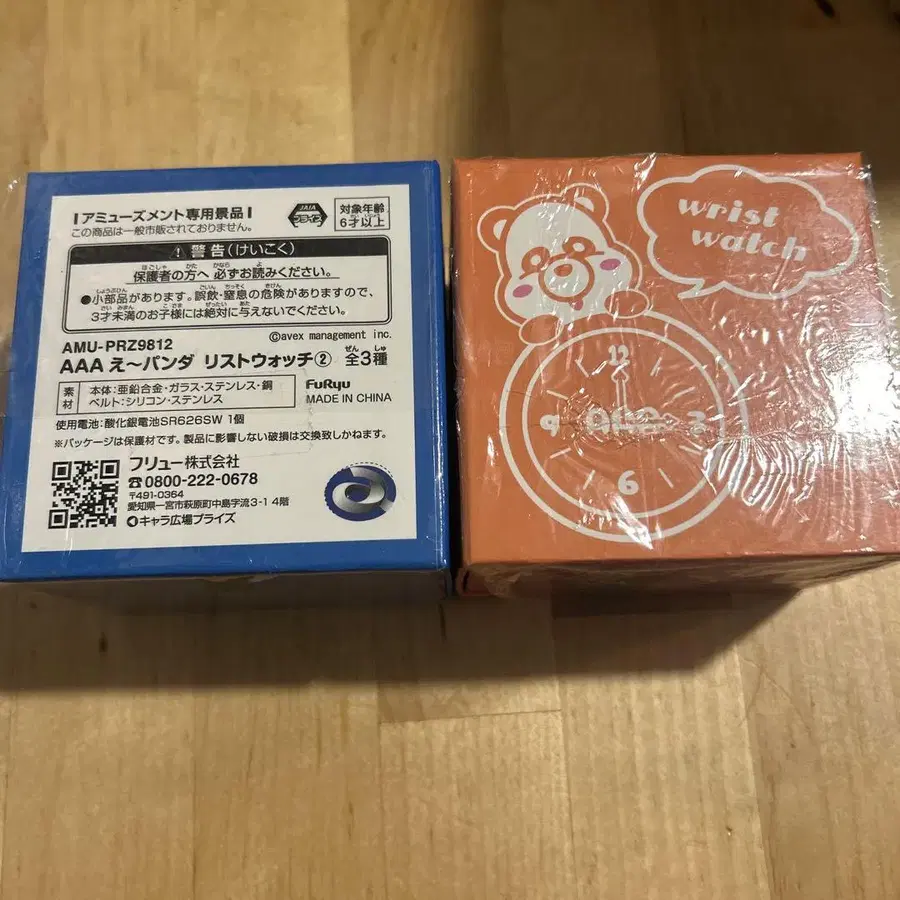 アミューズメント専用景品
この商品は一般市販されておりません。
JAIA
プライズ
対象年齢
6才以上
警告(けいこく)
保護者の方へ 必ずお読みください。
●小部品があります。誤飲・窒息の危険がありますので、
3才未満のお子様には絶対に与えないでください。
©avex management inc.
AMU-PRZ9812
AAA え〜パンダ リストウォッチ② 全3種
素材
本体:亜鉛合金・ガラス・ステンレス・銅
ベルト:シリコン・ステンレス
FuRyu
MADE IN CHINA
使用電池:酸化銀電池SR626SW 1個
※パッケージは保護材です。製品に影響しない破損は交換致しかねます。
フリュー株式会社
☎0800-222-0678
〒491-0364
愛知県一宮市萩原町中島字流3-1 4階
キャラ広場プライズ
wrist
watch
12
9
3
6